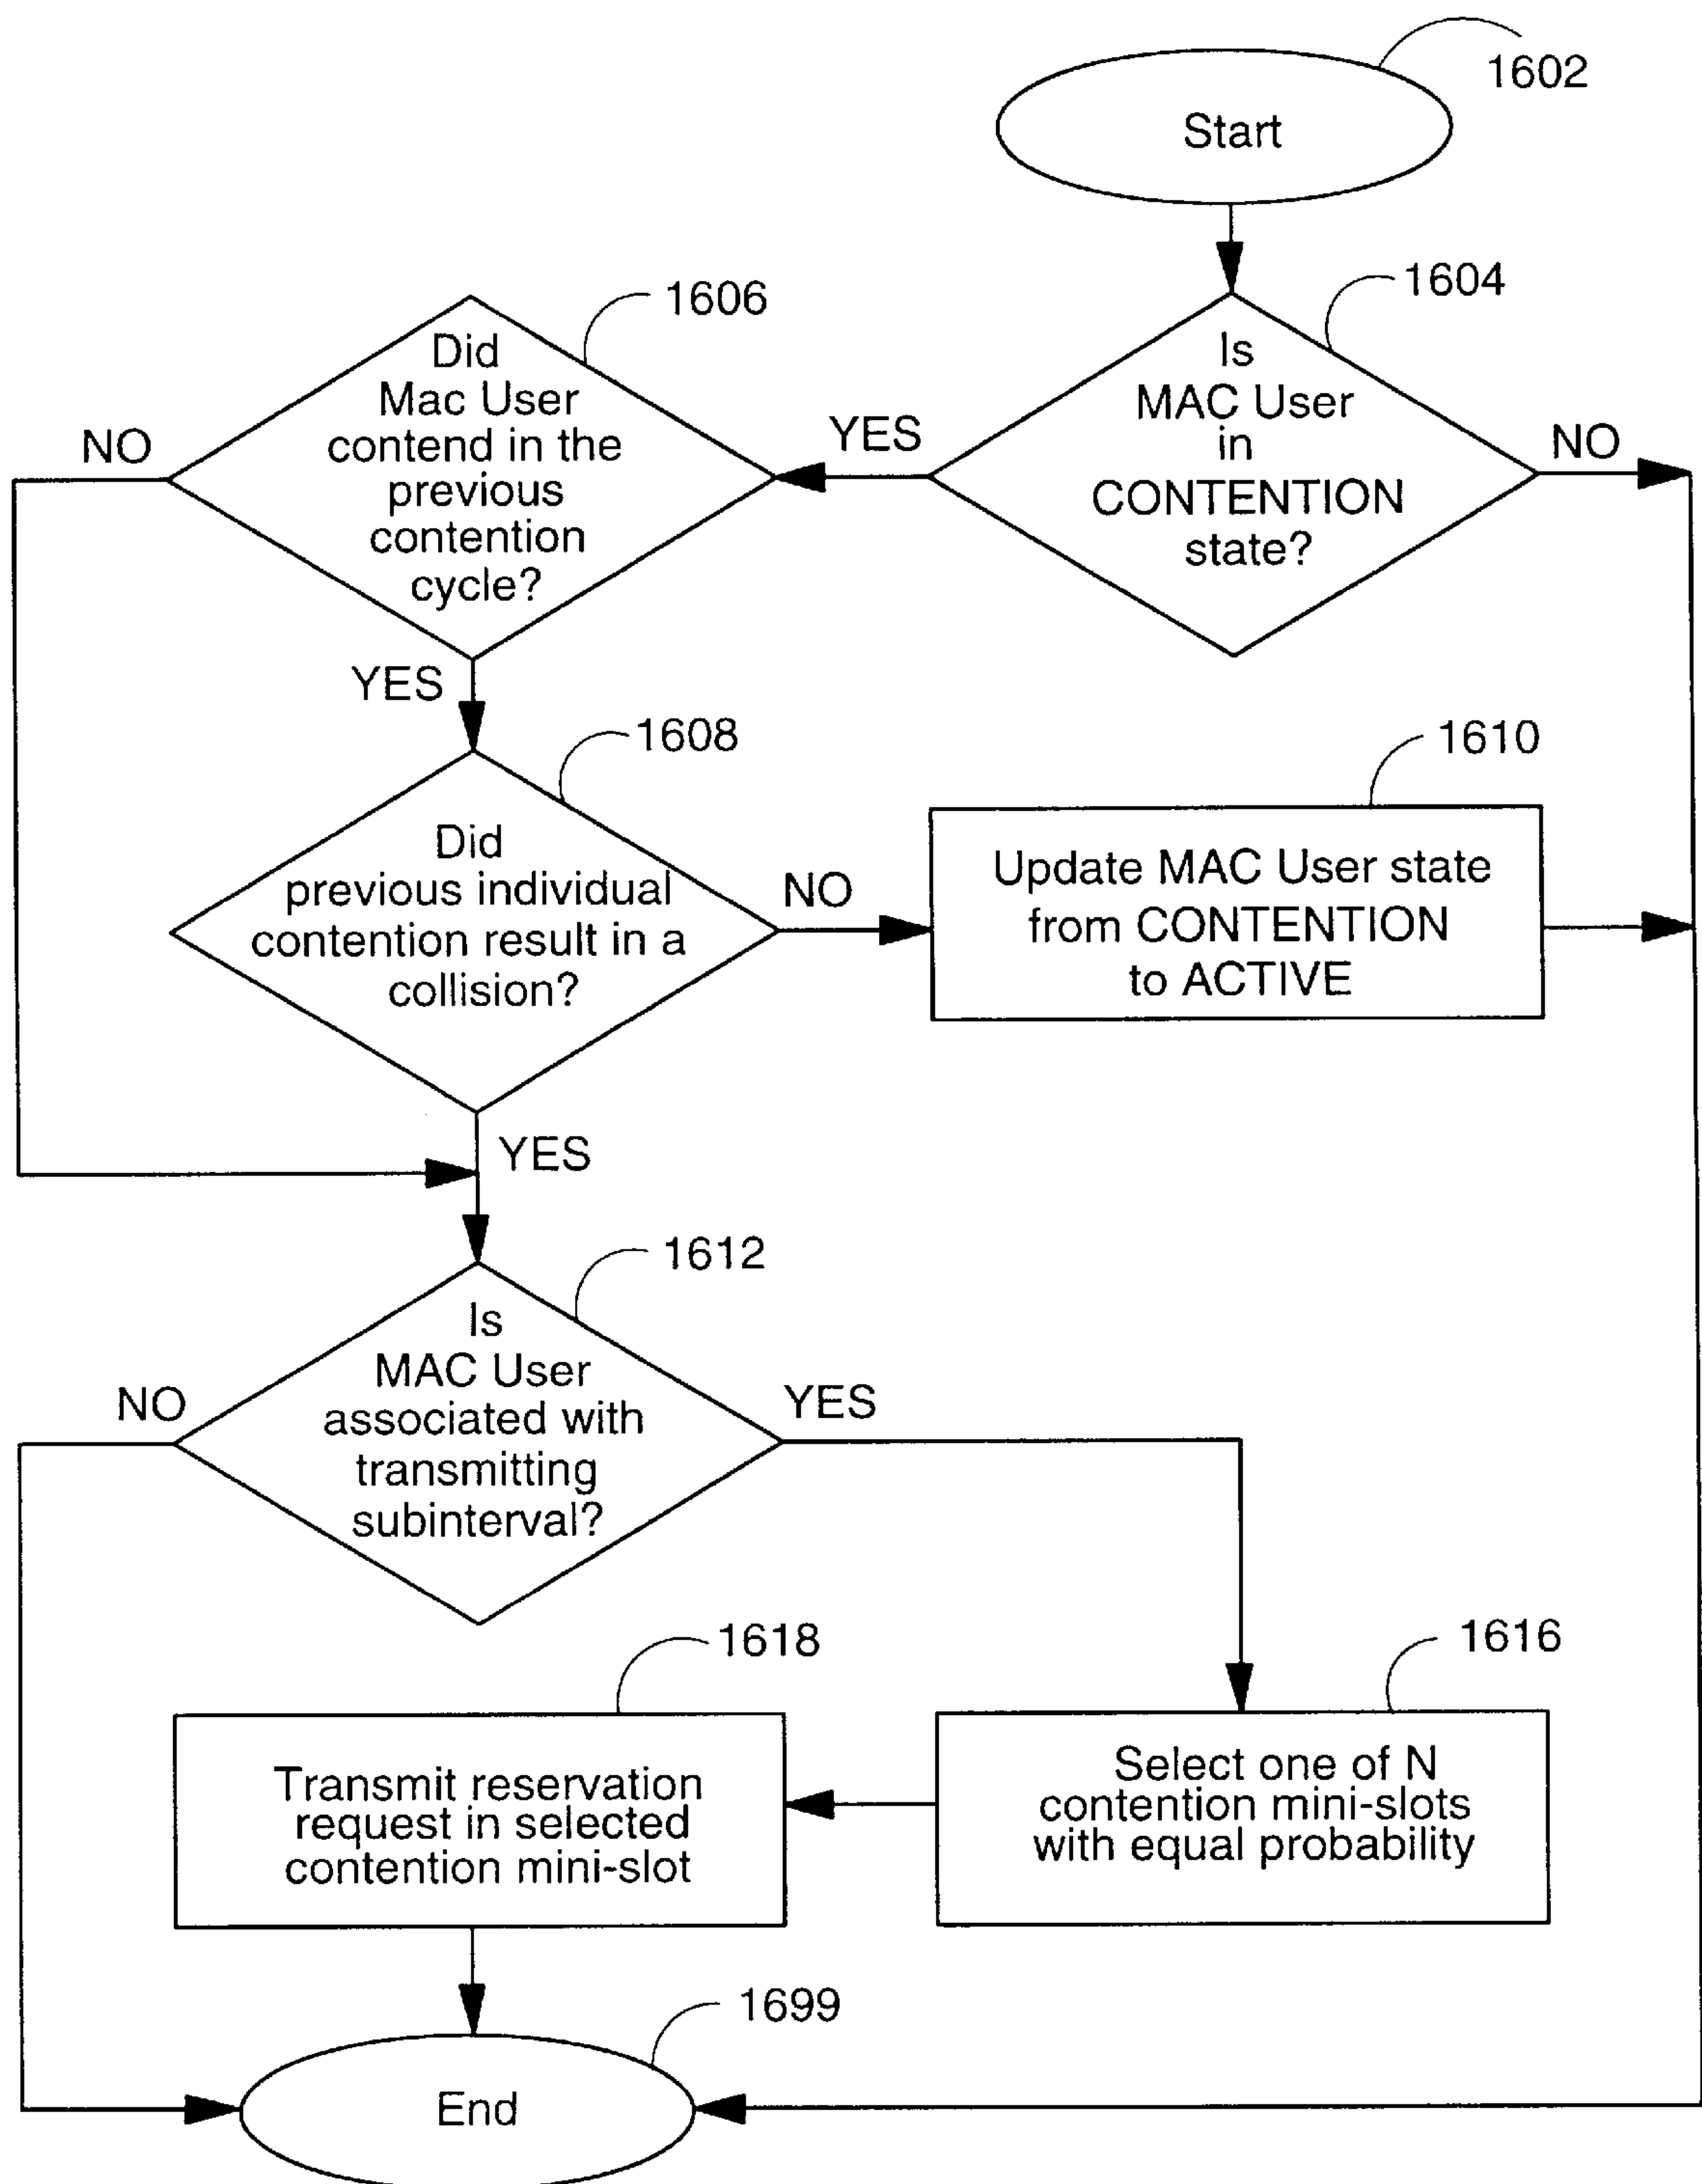 1602
Start
1604
Is
MAC User
in
CONTENTION
state?
YES
NO
1606
Did
Mac User
contend in the
previous
contention
cycle?
NO
YES
1608
Did
previous individual
contention result in a
collision?
NO
YES
1610
Update MAC User state
from CONTENTION
to ACTIVE
1612
Is
MAC User
associated with
transmitting
subinterval?
NO
YES
1616
Select one of N
contention mini-slots
with equal probability
1618
Transmit reservation
request in selected
contention mini-slot
1699
End